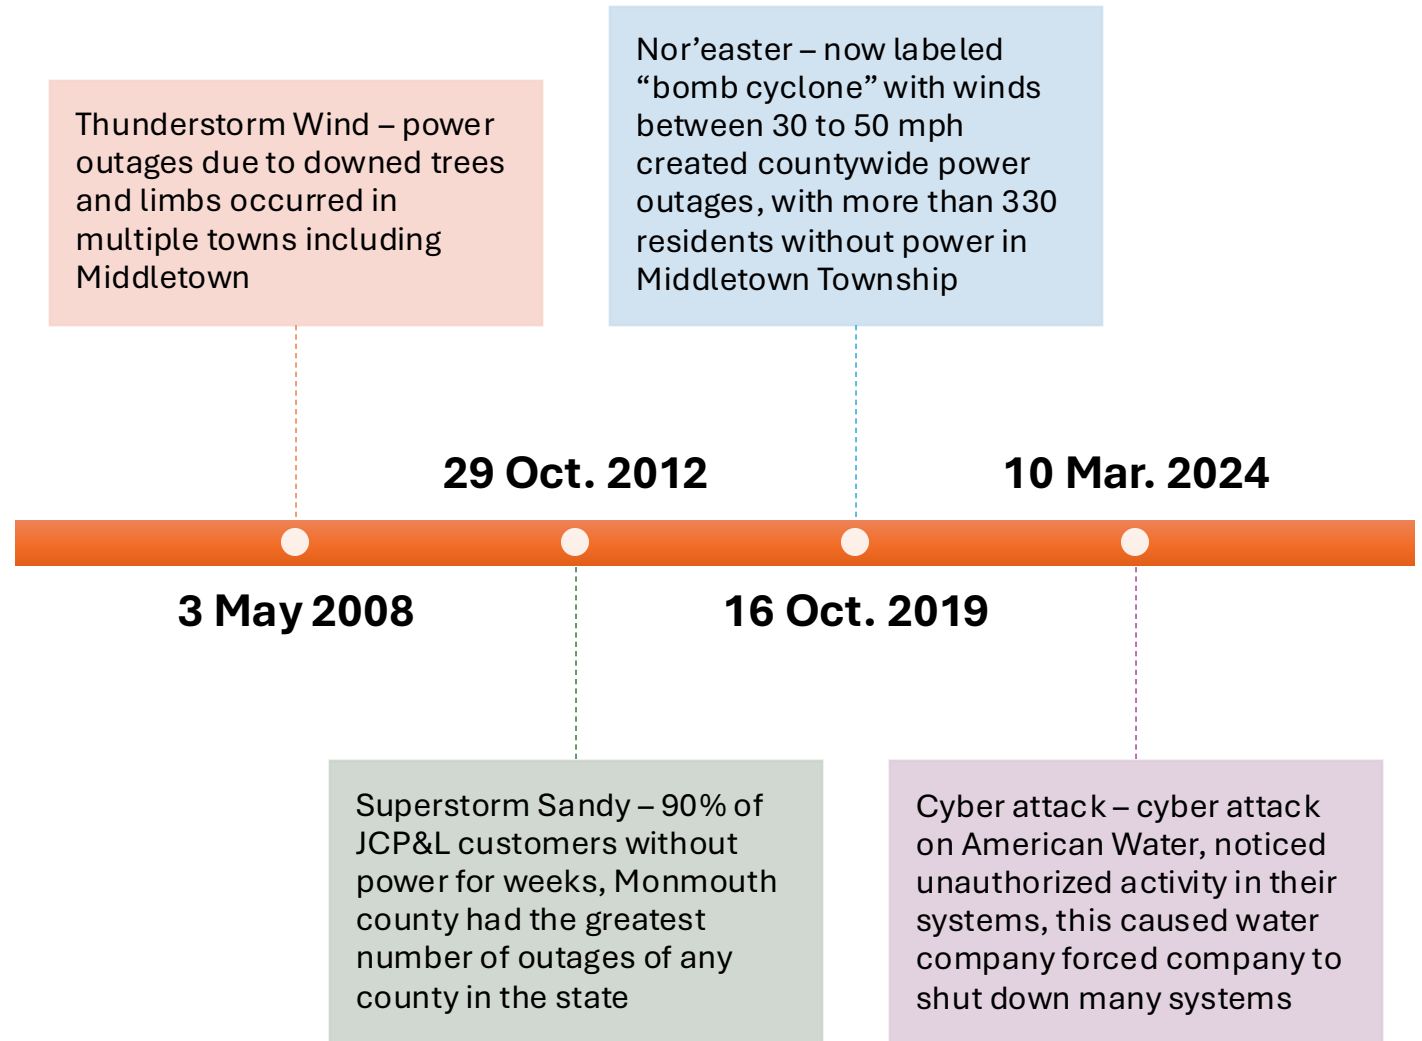 Thunderstorm Wind – power
outages due to downed trees
and limbs occurred in
multiple towns including
Middletown
Nor’easter – now labeled
“bomb cyclone” with winds
between 30 to 50 mph
created countywide power
outages, with more than 330
residents without power in
Middletown Township
29 Oct. 2012
10 Mar. 2024
3 May 2008
16 Oct. 2019
Superstorm Sandy – 90% of
JCP&L customers without
power for weeks, Monmouth
county had the greatest
number of outages of any
county in the state
Cyber attack – cyber attack
on American Water, noticed
unauthorized activity in their
systems, this caused water
company forced company to
shut down many systems